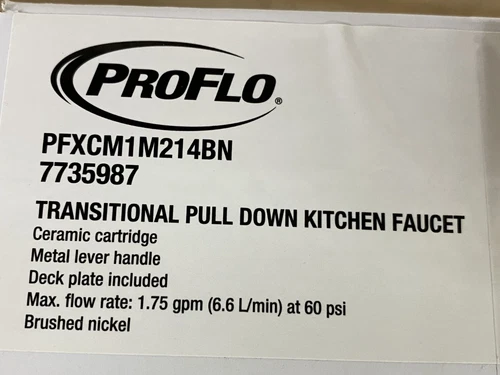 PROFLO®
PFXCM1M214BN
7735987
TRANSITIONAL PULL DOWN KITCHEN FAUCET
Ceramic cartridge
Metal lever handle
Deck plate included
Max. flow rate: 1.75 gpm (6.6 L/min) at 60 psi
Brushed nickel